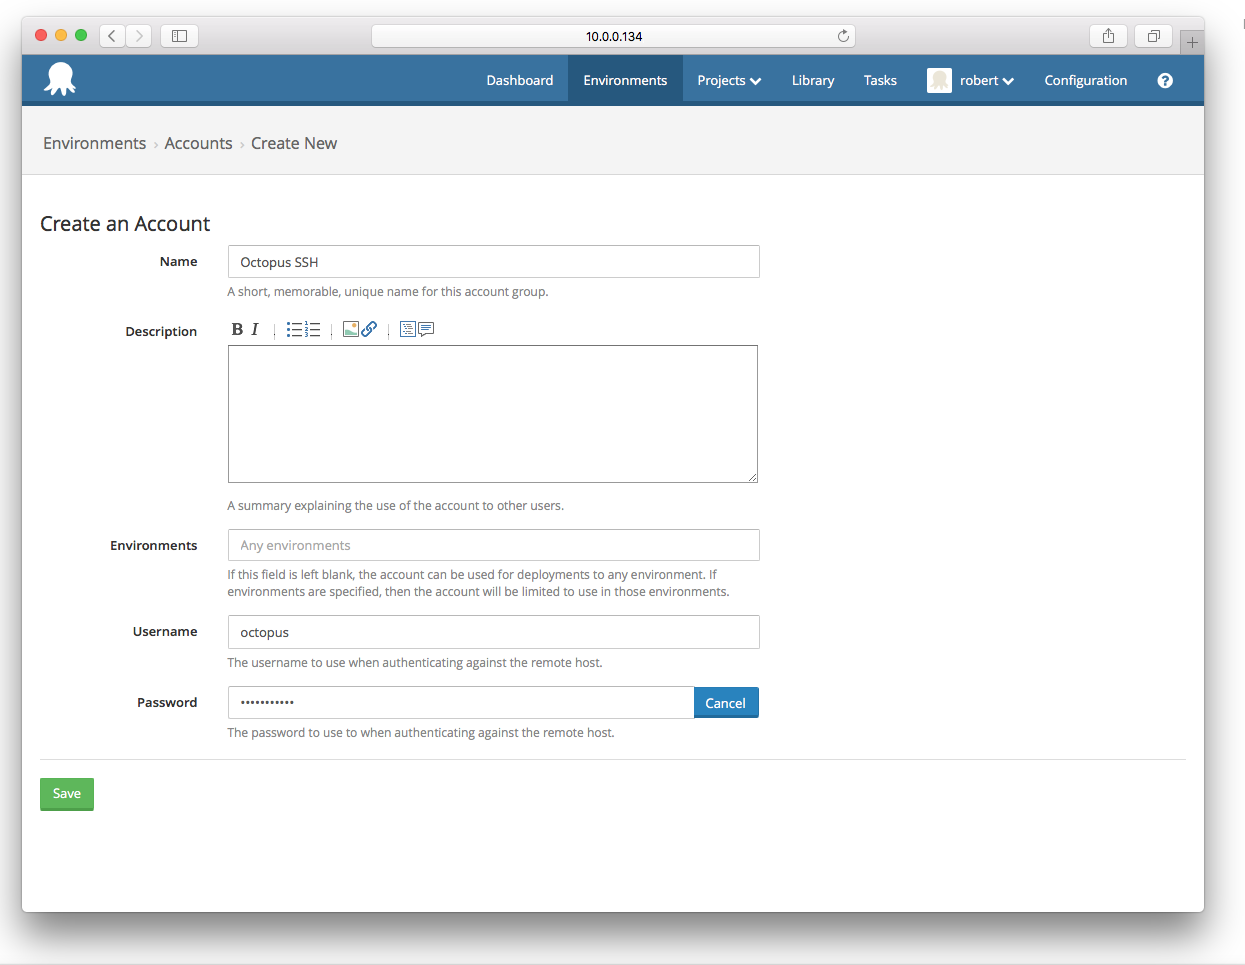 10.0.0.134
Dashboard Environments Projects Library Tasks robert Configuration ?
Environments › Accounts › Create New
Create an Account
Name Octopus SSH
A short, memorable, unique name for this account group.
Description B I
A summary explaining the use of the account to other users.
Environments Any environments
If this field is left blank, the account can be used for deployments to any environment. If
environments are specified, then the account will be limited to use in those environments.
Username octopus
The username to use when authenticating against the remote host.
Password ••••••••••• Cancel
The password to use to when authenticating against the remote host.
Save